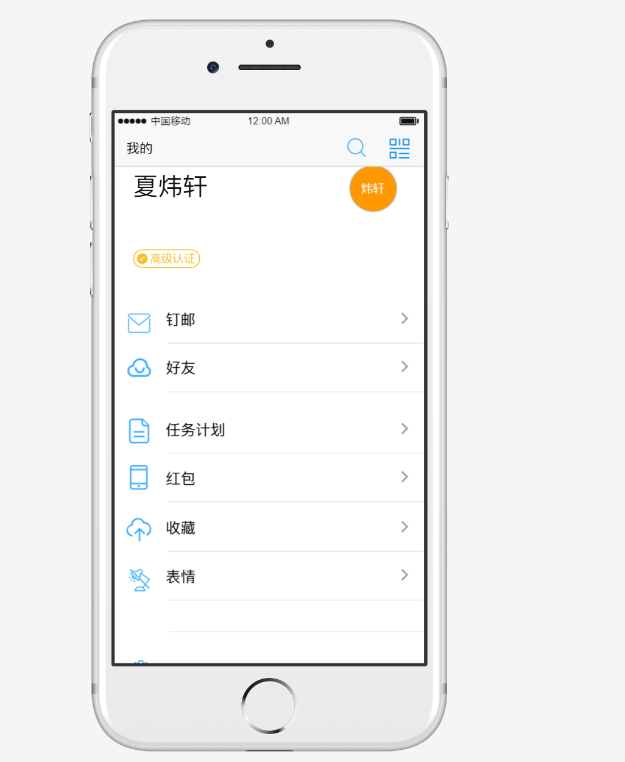 中国移动 12:00 AM
我的
夏炜轩
炜轩
高级认证
钉邮
好友
任务计划
红包
收藏
表情